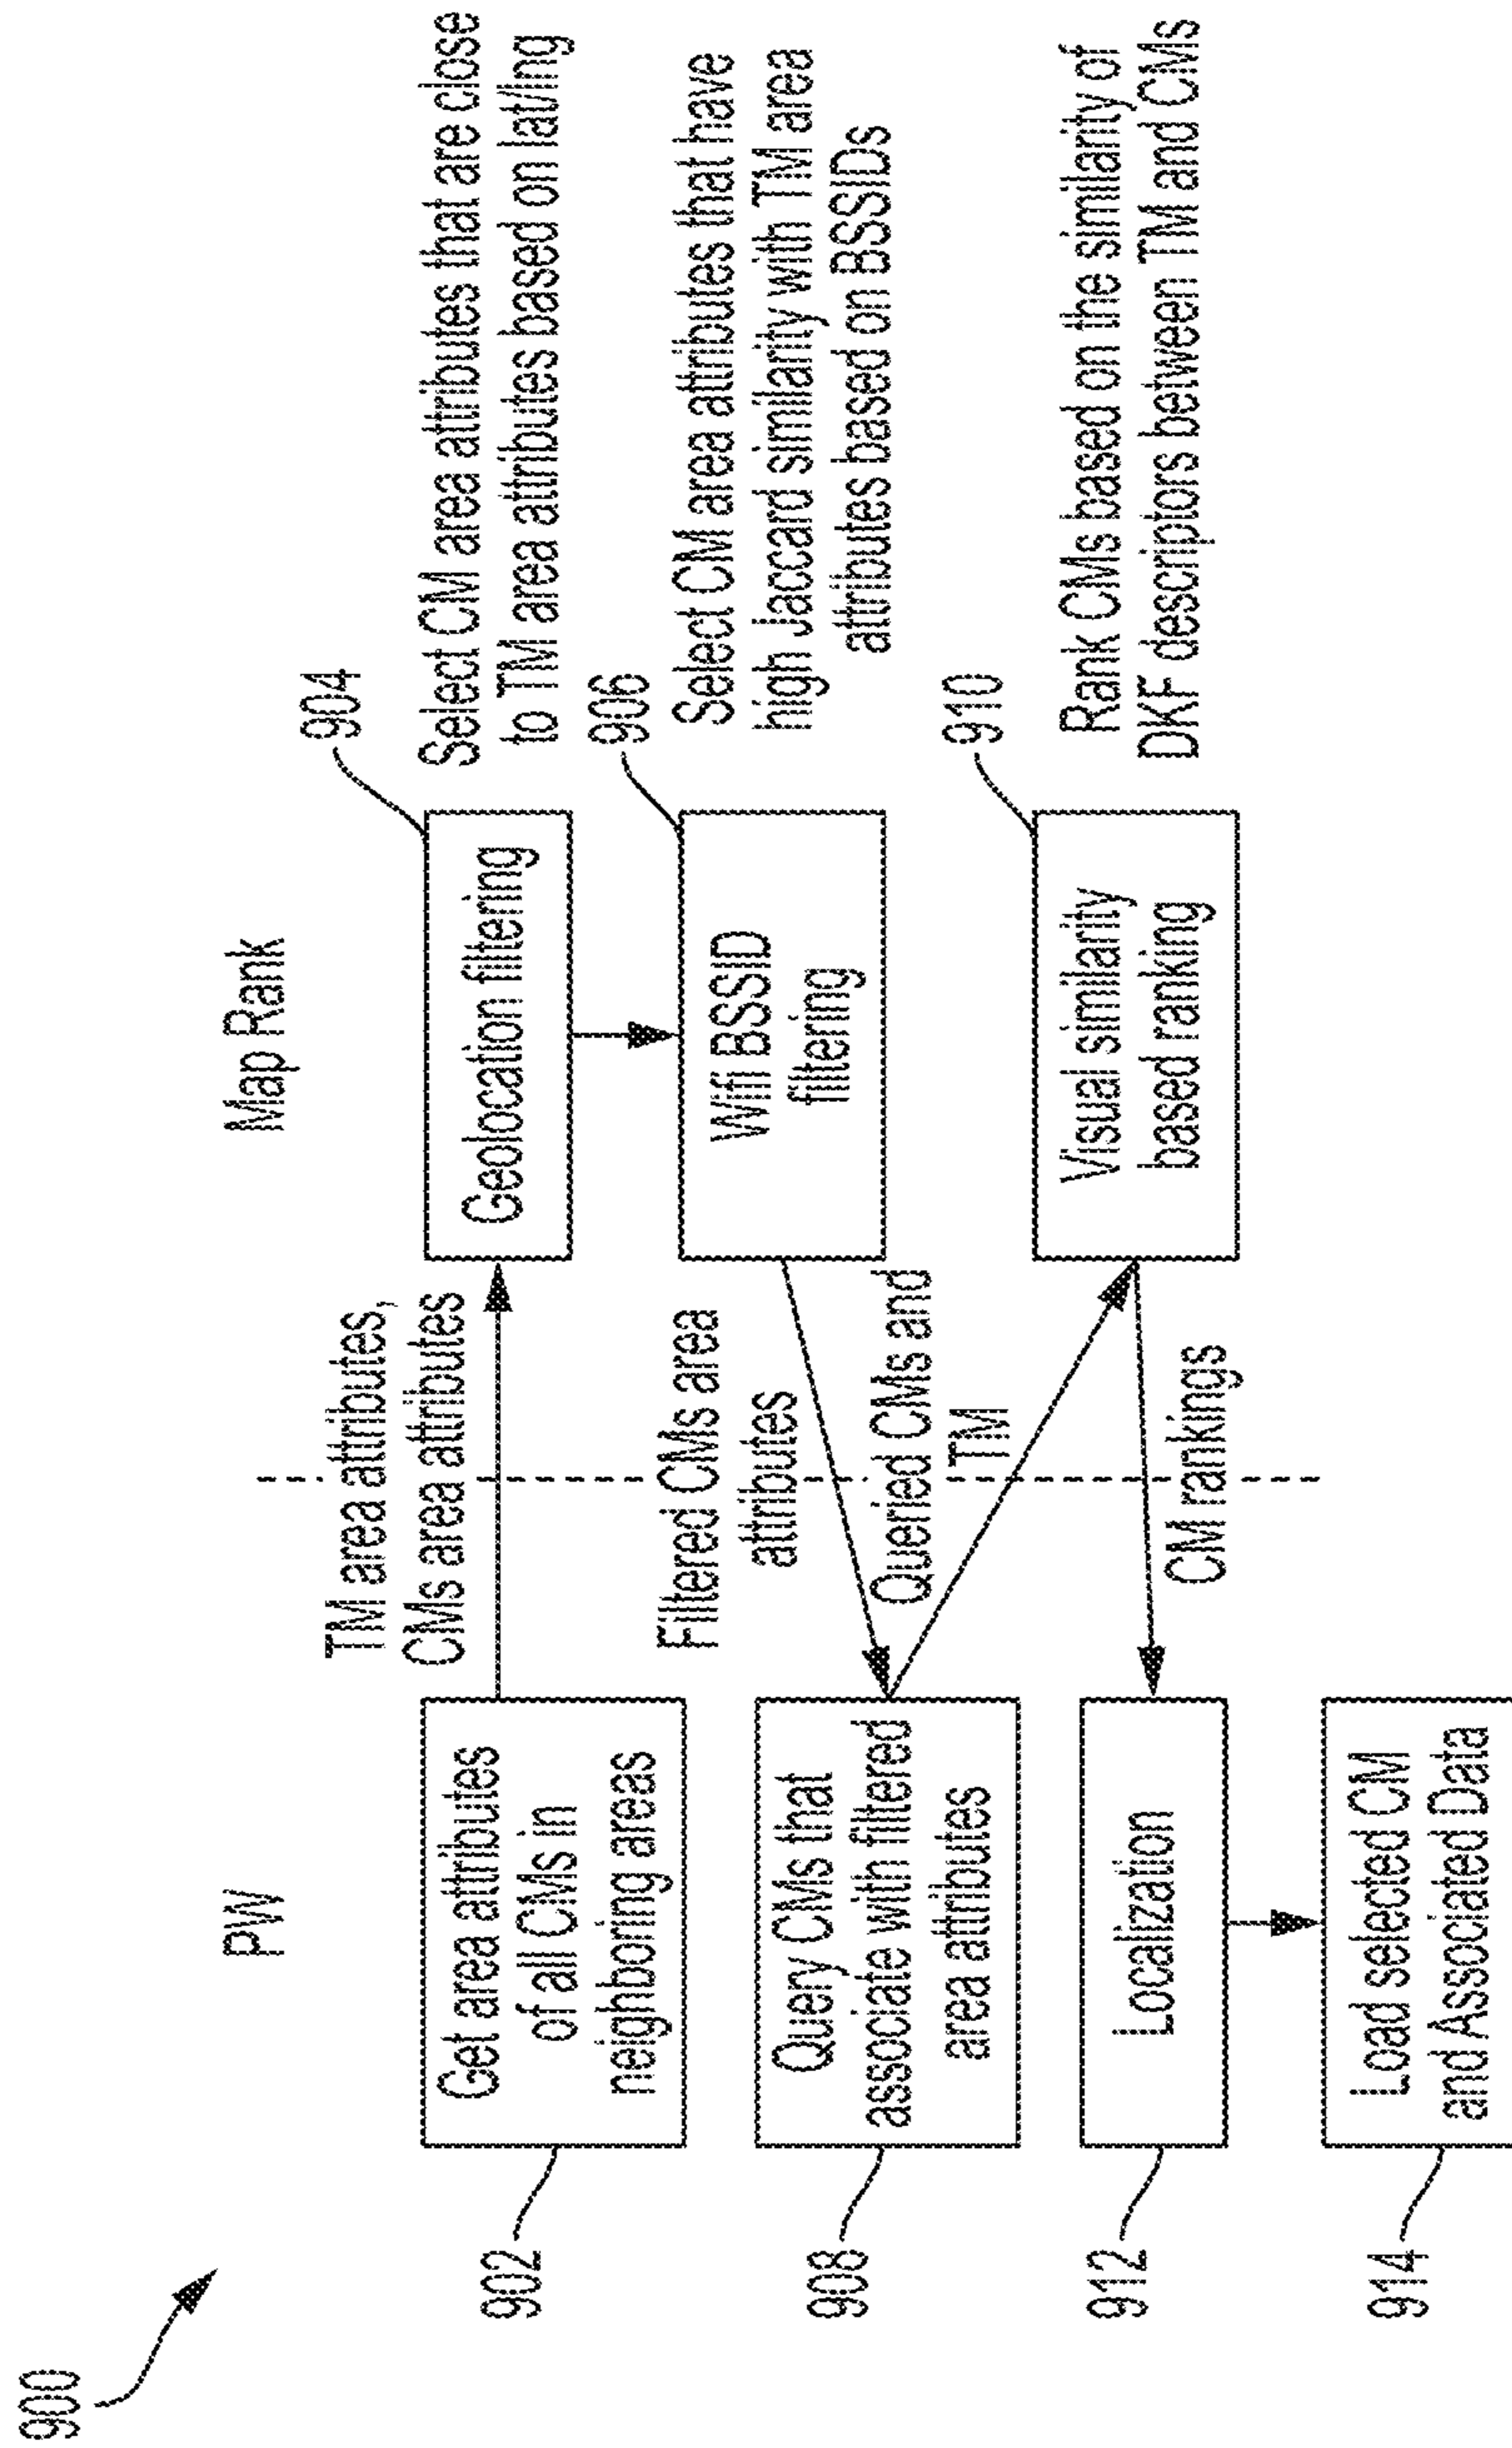 900
PW
Map Rank
902
Get area attributes
of all CMs in
neighboring areas
TM area attributes,
CMs area attributes
904
Geolocation filtering
Select CM area attributes that are close
to TM area attributes based on lat/lng
906
Wifi BSSID
filtering
Select CM area attributes that have
high Jaccard similarity with TM area
attributes based on BSSIDs
Filtered CMs area
attributes
908
Query CMs that
associate with filtered
area attributes
Queried CMs and
TM
910
Visual similarity
based ranking
Rank CMs based on the similarity of
DKF descriptors between TM and CMs
CM rankings
912
Localization
914
Load selected CM
and Associated Data